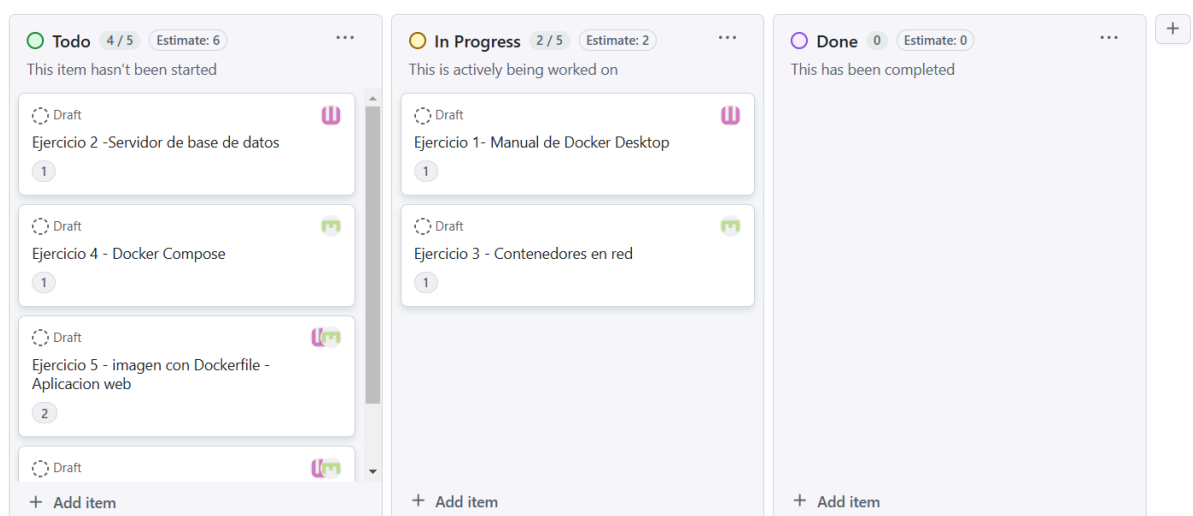 Todo 4 / 5 Estimate: 6
This item hasn't been started
Draft
Ejercicio 2 -Servidor de base de datos
1
Draft
Ejercicio 4 - Docker Compose
1
Draft
Ejercicio 5 - imagen con Dockerfile -
Aplicacion web
2
Draft
+ Add item
In Progress 2 / 5 Estimate: 2
This is actively being worked on
Draft
Ejercicio 1- Manual de Docker Desktop
1
Draft
Ejercicio 3 - Contenedores en red
1
+ Add item
Done 0 Estimate: 0
This has been completed
+ Add item